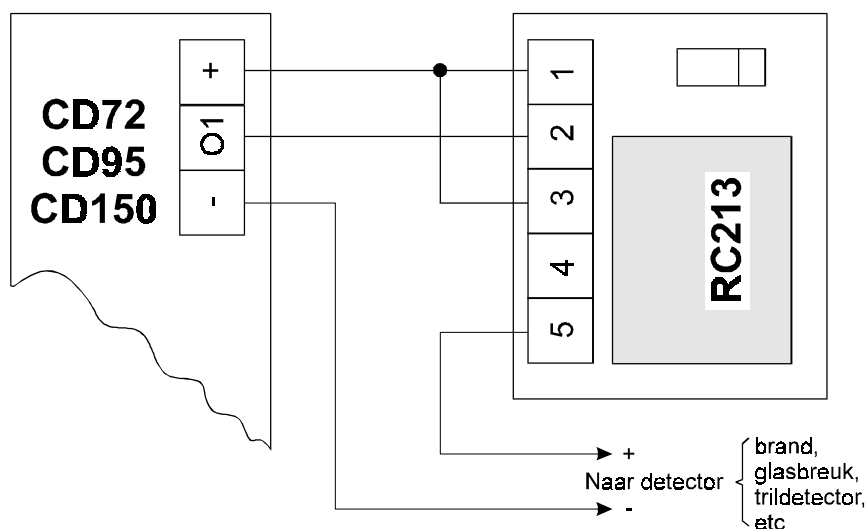 CD72
CD95
CD150
+
O1
-
1
2
3
4
5
RC213
+
Naar detector
-
brand,
glasbreuk,
trildetector,
etc